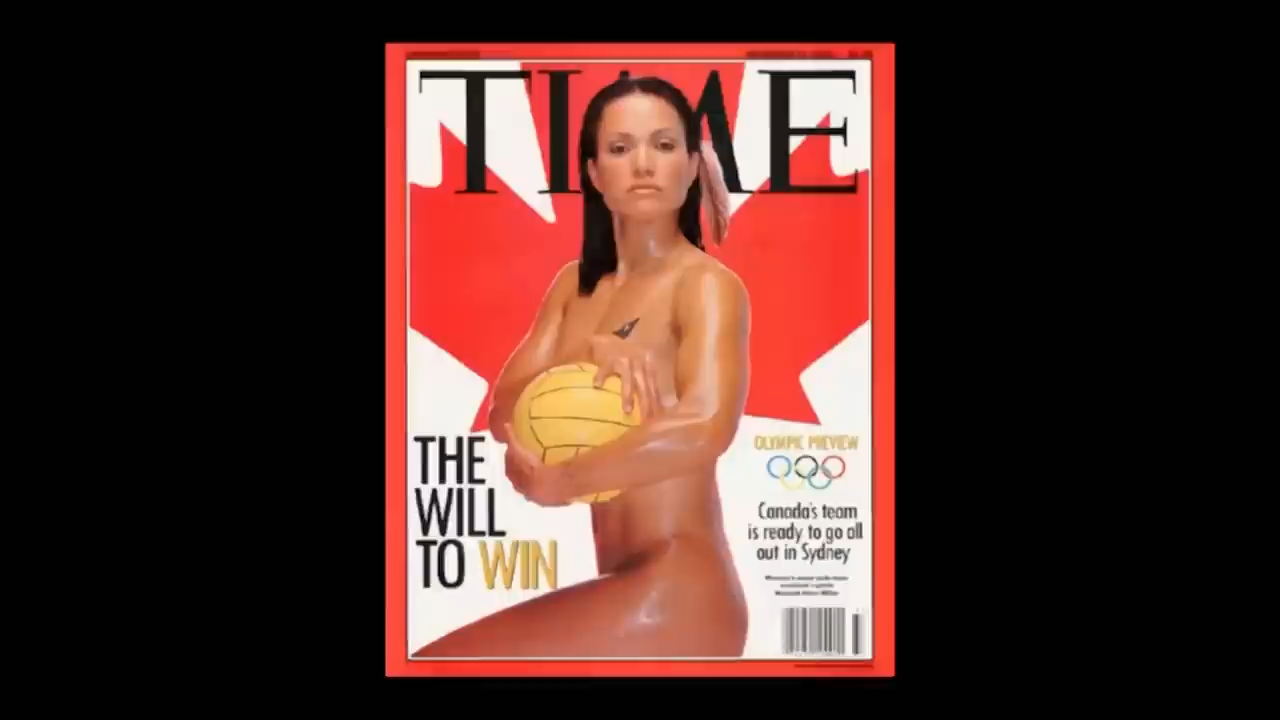 TIME
THE
WILL
TO WIN
OLYMPIC PREVIEW
Canada's team
is ready to go all
out in Sydney